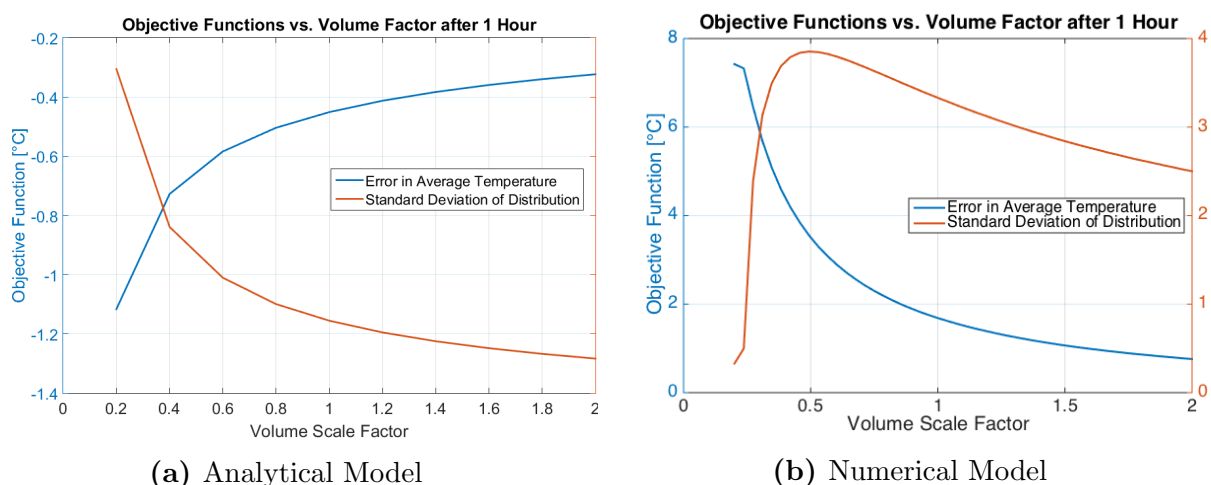 Objective Functions vs. Volume Factor after 1 Hour
-0.2
-0.4
-0.6
-0.8
-1
-1.2
-1.4
Objective Function [°C]
Error in Average Temperature
Standard Deviation of Distribution
0 0.2 0.4 0.6 0.8 1 1.2 1.4 1.6 1.8 2
Volume Scale Factor
(a) Analytical Model
Objective Functions vs. Volume Factor after 1 Hour
8
6
4
2
0
Objective Function [°C]
4
3
2
1
0
Error in Average Temperature
Standard Deviation of Distribution
0 0.5 1 1.5 2
Volume Scale Factor
(b) Numerical Model